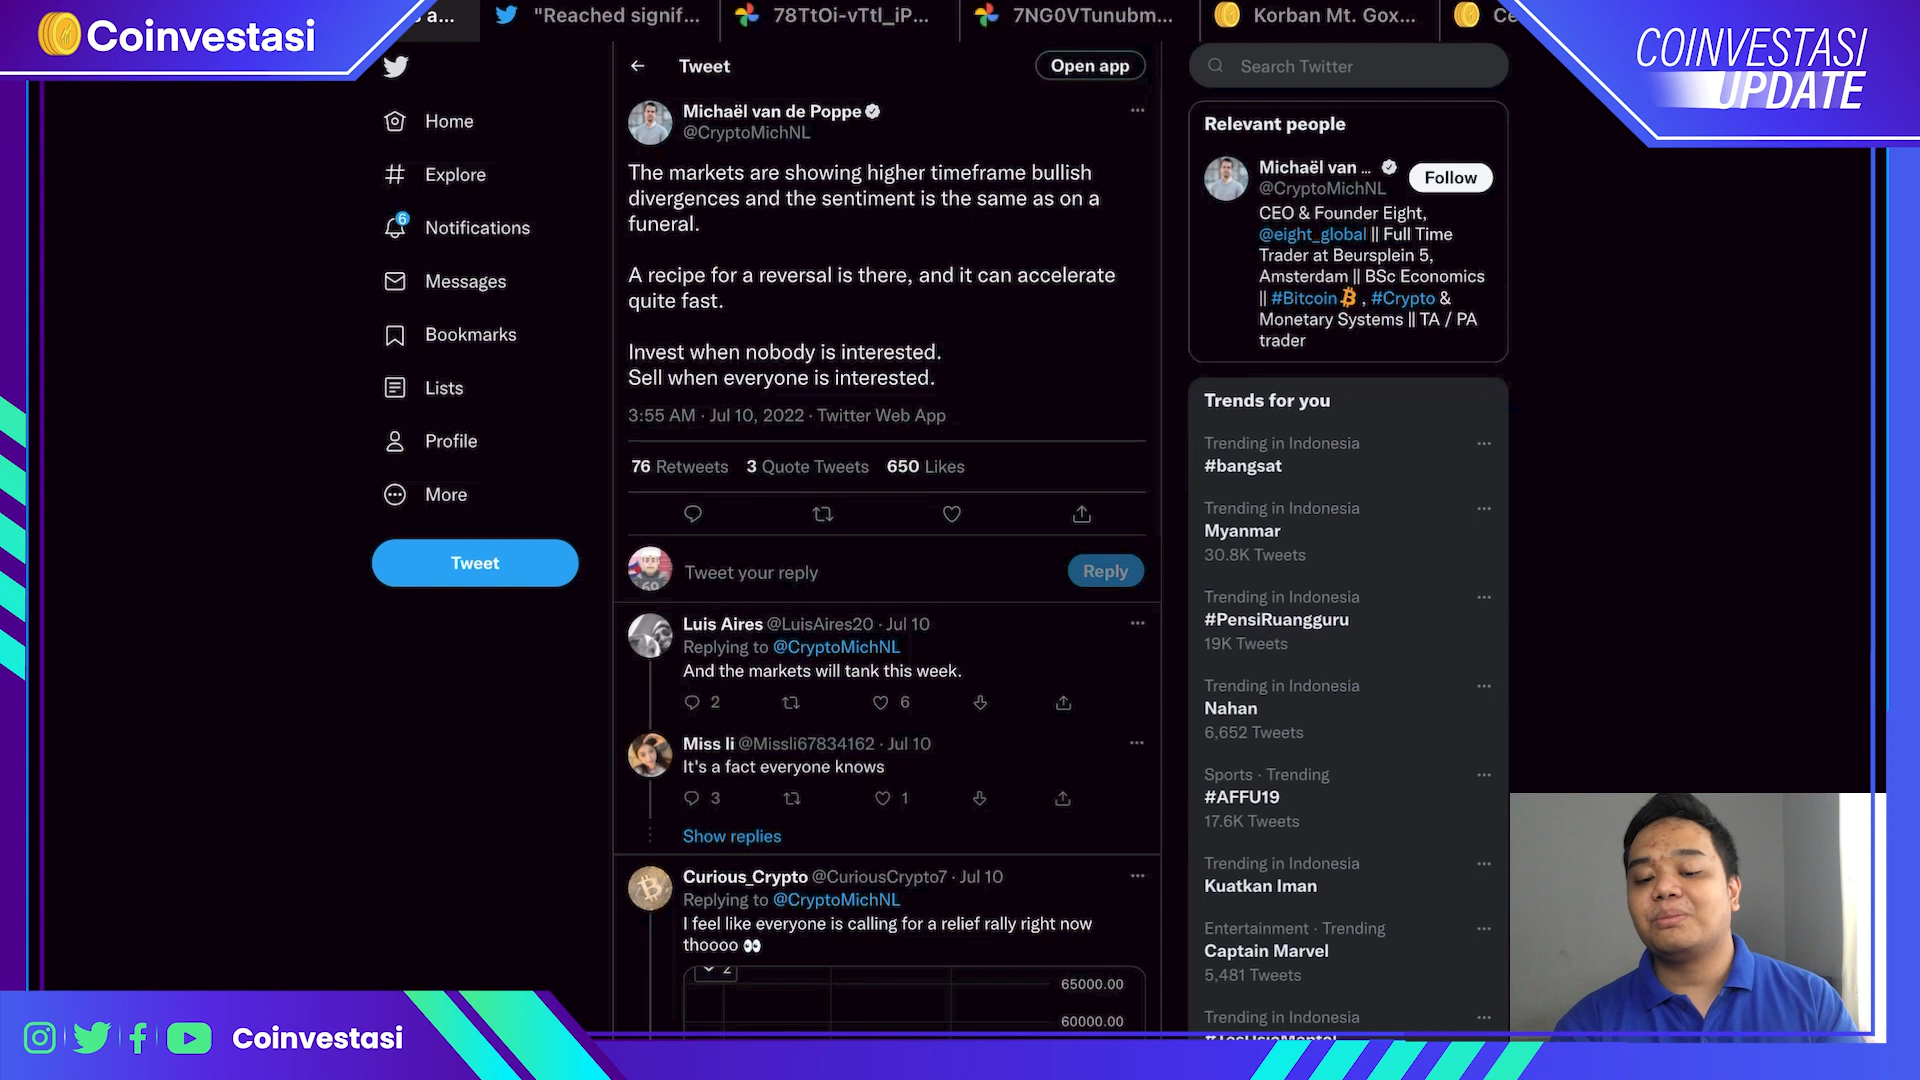 Coinvestasi
s a...
"Reached signif...
78TtOi-vTtI_iP...
7NG0VTunubm...
Korban Mt. Gox...
Ce
COINVESTASI
UPDATE
Tweet
Open app
Search Twitter
Home
Explore
6
Notifications
Messages
Bookmarks
Lists
Profile
More
Tweet
Michaël van de Poppe
@CryptoMichNL
The markets are showing higher timeframe bullish
divergences and the sentiment is the same as on a
funeral.
A recipe for a reversal is there, and it can accelerate
quite fast.
Invest when nobody is interested.
Sell when everyone is interested.
3:55 AM · Jul 10, 2022 · Twitter Web App
76 Retweets 3 Quote Tweets 650 Likes
Tweet your reply
Reply
Luis Aires @LuisAires20 · Jul 10
Replying to @CryptoMichNL
And the markets will tank this week.
2 6
Miss li @Missli67834162 · Jul 10
It's a fact everyone knows
3 1
Show replies
Curious_Crypto @CuriousCrypto7 · Jul 10
Replying to @CryptoMichNL
I feel like everyone is calling for a relief rally right now
thoooo 👀
2
65000.00
60000.00
Relevant people
Michaël van ...
@CryptoMichNL
Follow
CEO & Founder Eight,
@eight_global || Full Time
Trader at Beursplein 5,
Amsterdam || BSc Economics
|| #Bitcoin , #Crypto &
Monetary Systems || TA / PA
trader
Trends for you
Trending in Indonesia
#bangsat
Trending in Indonesia
Myanmar
30.8K Tweets
Trending in Indonesia
#PensiRuangguru
19K Tweets
Trending in Indonesia
Nahan
6,652 Tweets
Sports · Trending
#AFFU19
17.6K Tweets
Trending in Indonesia
Kuatkan Iman
Entertainment · Trending
Captain Marvel
5,481 Tweets
Trending in Indonesia
#TesUsiaMental
Coinvestasi